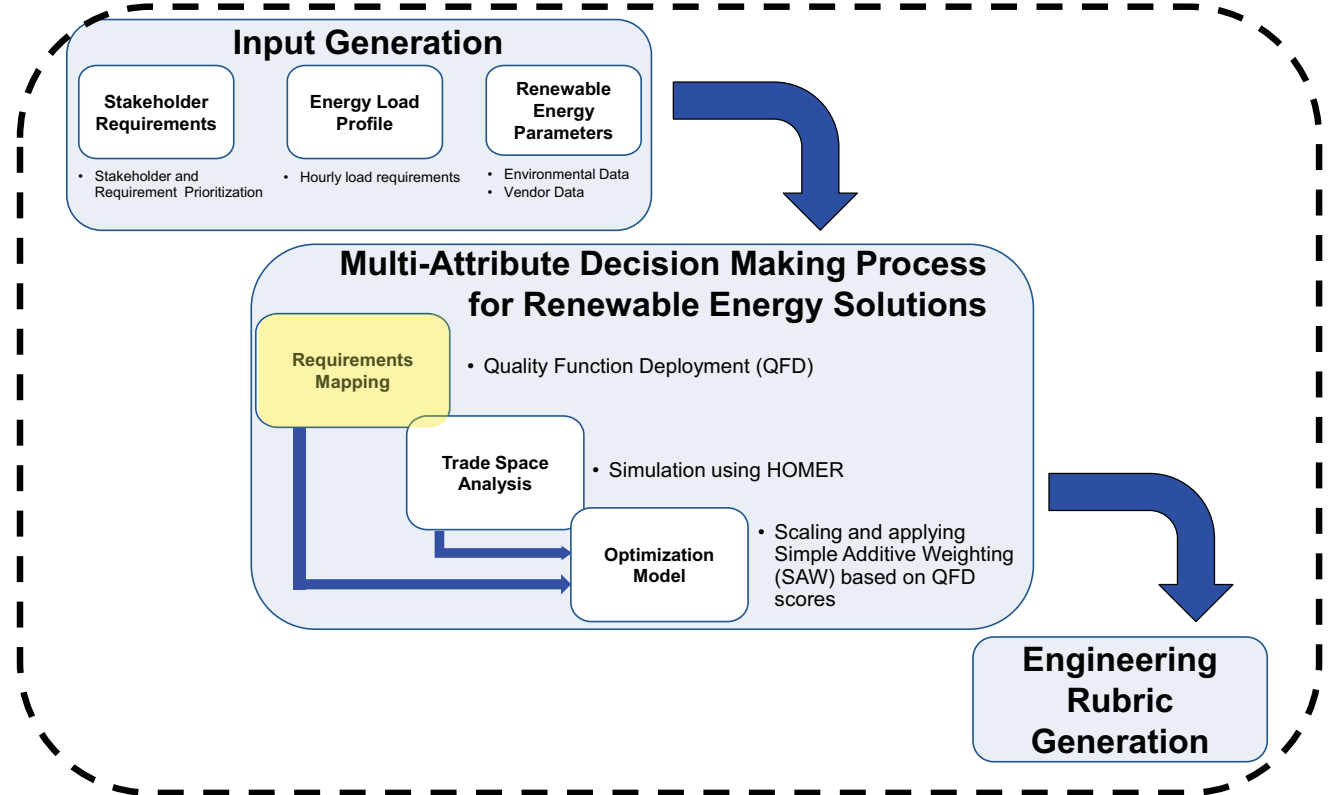 Input Generation
Stakeholder
Requirements
Energy Load
Profile
Renewable
Energy
Parameters
• Stakeholder and
Requirement Prioritization
• Hourly load requirements
• Environmental Data
• Vendor Data
Multi-Attribute Decision Making Process
for Renewable Energy Solutions
Requirements
Mapping
• Quality Function Deployment (QFD)
Trade Space
Analysis
• Simulation using HOMER
Optimization
Model
• Scaling and applying
Simple Additive Weighting
(SAW) based on QFD
scores
Engineering
Rubric
Generation